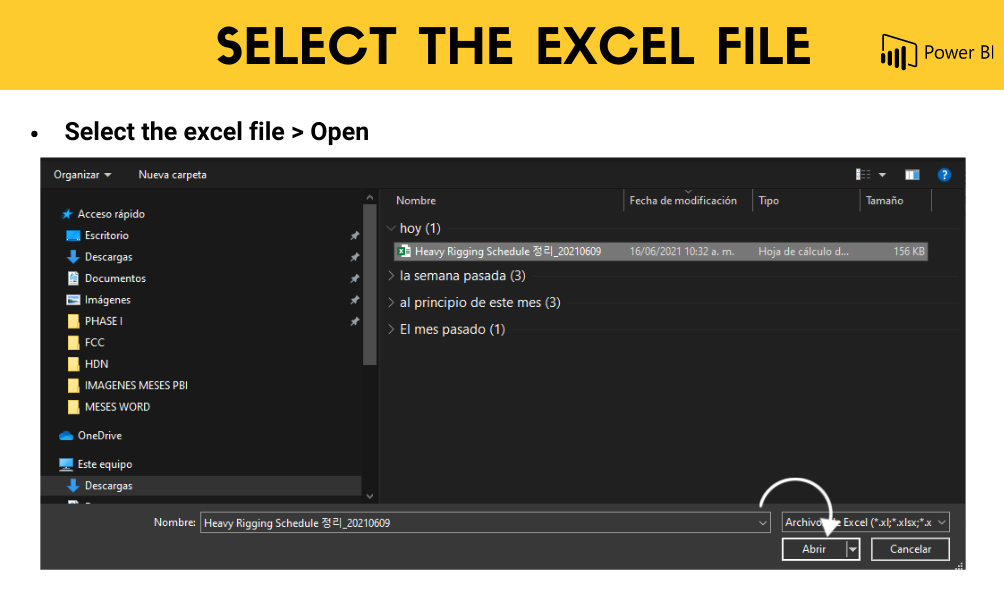 SELECT THE EXCEL FILE
Power BI
• Select the excel file > Open
Organizar Nueva carpeta
Nombre Fecha de modificación Tipo Tamaño
Acceso rápido
Escritorio
Descargas
Documentos
Imágenes
PHASE I
FCC
HDN
IMAGENES MESES PBI
MESES WORD
OneDrive
Este equipo
Descargas
hoy (1)
Heavy Rigging Schedule 정리_20210609 16/06/2021 10:32 a. m. Hoja de cálculo d... 156 KB
la semana pasada (3)
al principio de este mes (3)
El mes pasado (1)
Nombre: Heavy Rigging Schedule 정리_20210609 Excel (*.xl;*.xlsx;*.x
Abrir Cancelar